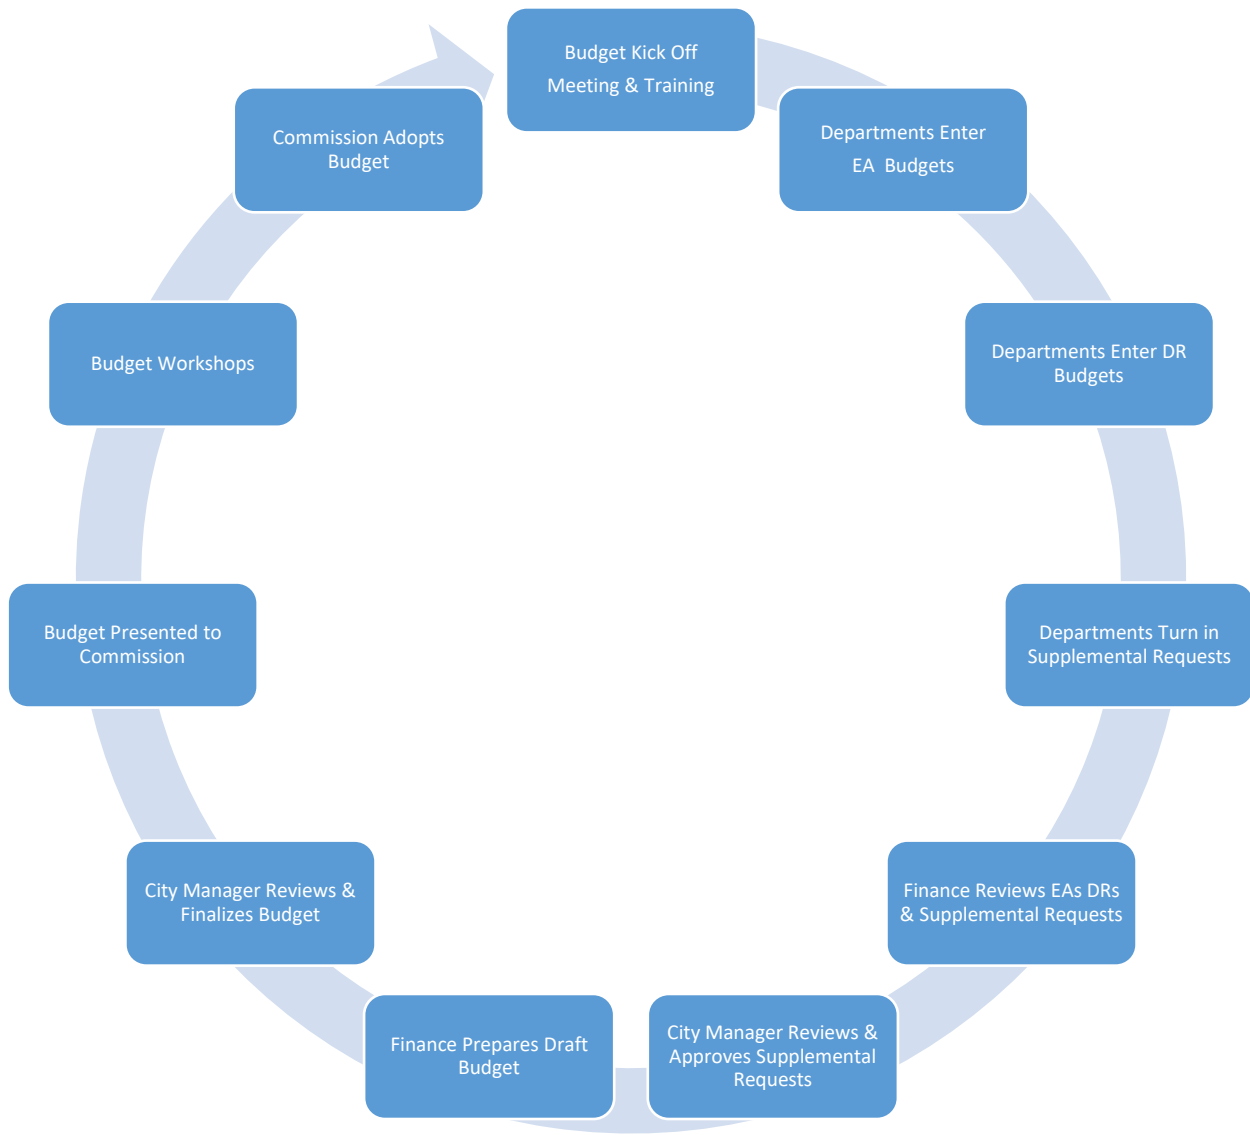 Budget Kick Off
Meeting & Training
Departments Enter
EA  Budgets
Departments Enter DR
Budgets
Departments Turn in
Supplemental Requests
Finance Reviews EAs DRs
& Supplemental Requests
City Manager Reviews &
Approves Supplemental
Requests
Finance Prepares Draft
Budget
City Manager Reviews &
Finalizes Budget
Budget Presented to
Commission
Budget Workshops
Commission Adopts
Budget